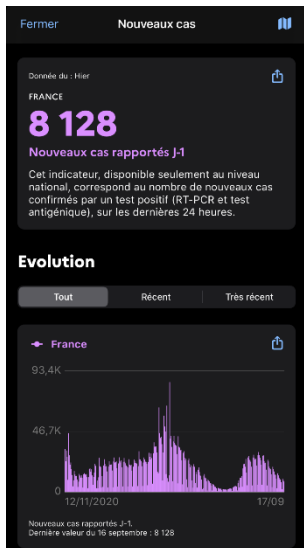 Fermer
Nouveaux cas
Donnée du : Hier
FRANCE
8 128
Nouveaux cas rapportés J-1
Cet indicateur, disponible seulement au niveau
national, correspond au nombre de nouveaux cas
confirmés par un test positif (RT-PCR et test
antigénique), sur les dernières 24 heures.
Evolution
Tout
Récent
Très récent
France
93,4K
46,7K
0
12/11/2020
17/09
Nouveaux cas rapportés J-1.
Dernière valeur du 16 septembre : 8 128